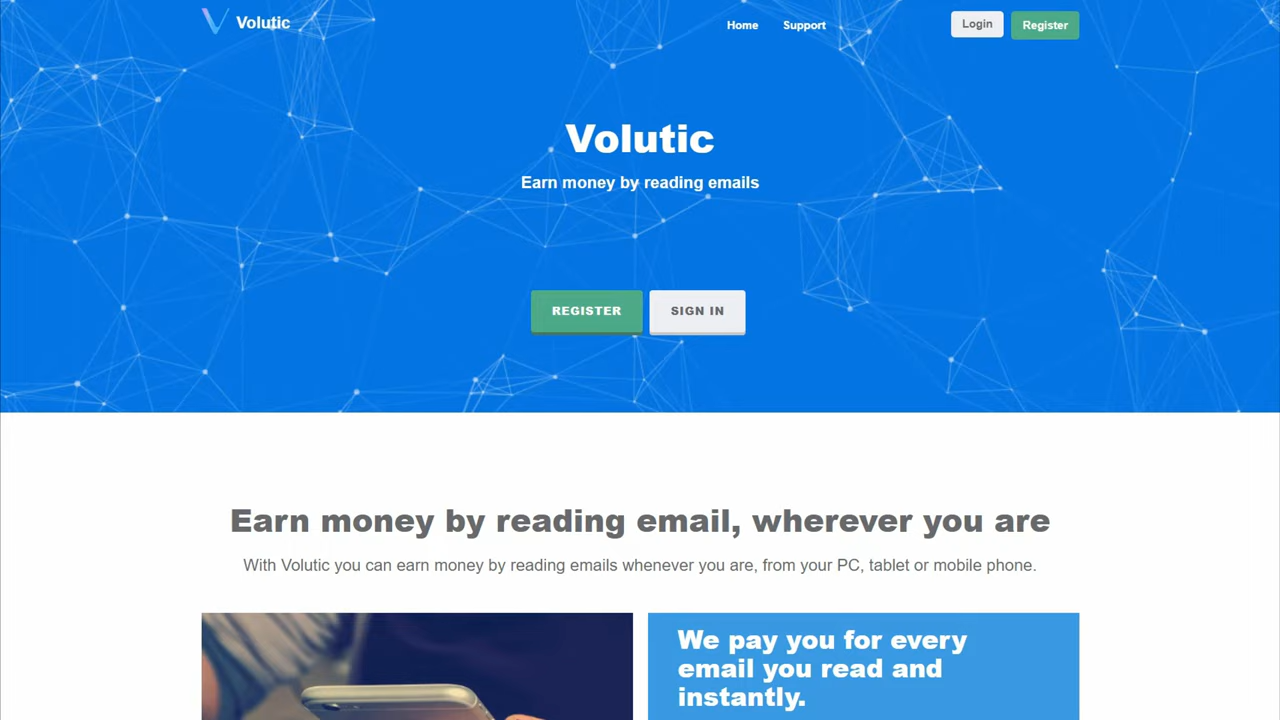 Volutic
Home
Support
Login
Register
Volutic
Earn money by reading emails
REGISTER
SIGN IN
Earn money by reading email, wherever you are
With Volutic you can earn money by reading emails whenever you are, from your PC, tablet or mobile phone.
We pay you for every
email you read and
instantly.